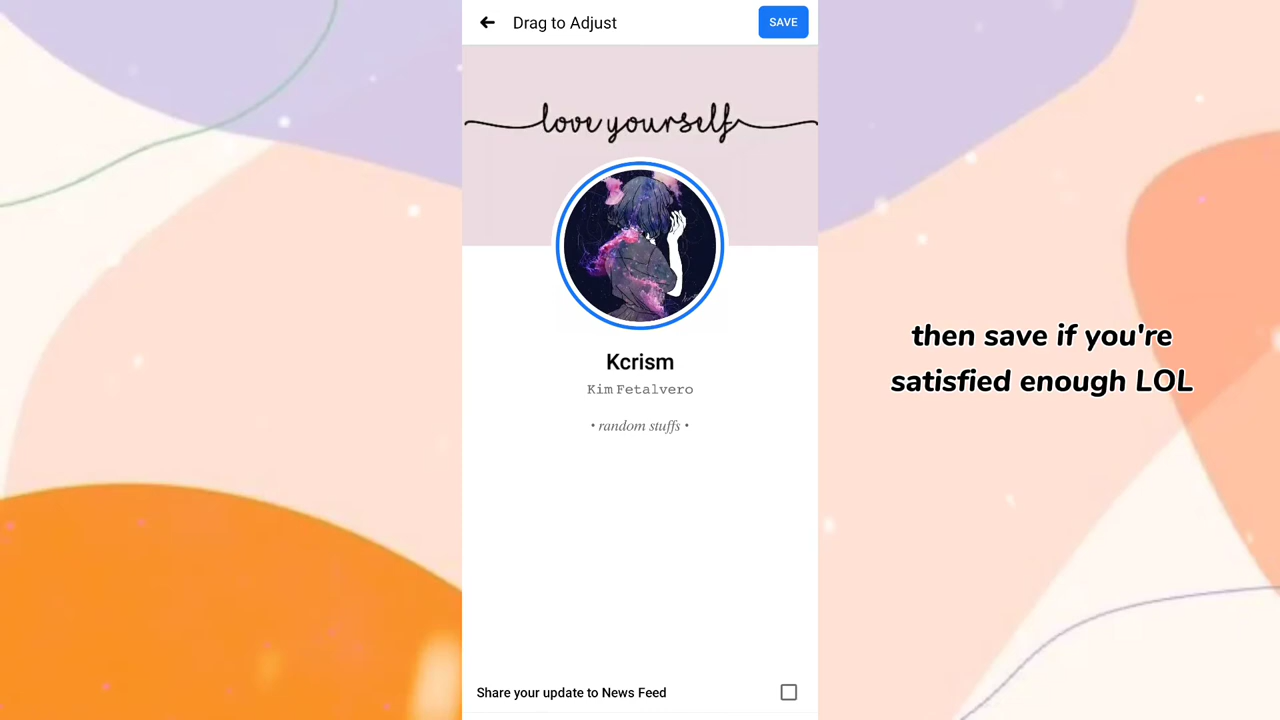 Drag to Adjust
SAVE
love yourself
Kcrism
Kim Fetalvero
• random stuffs •
then save if you're
satisfied enough LOL
Share your update to News Feed